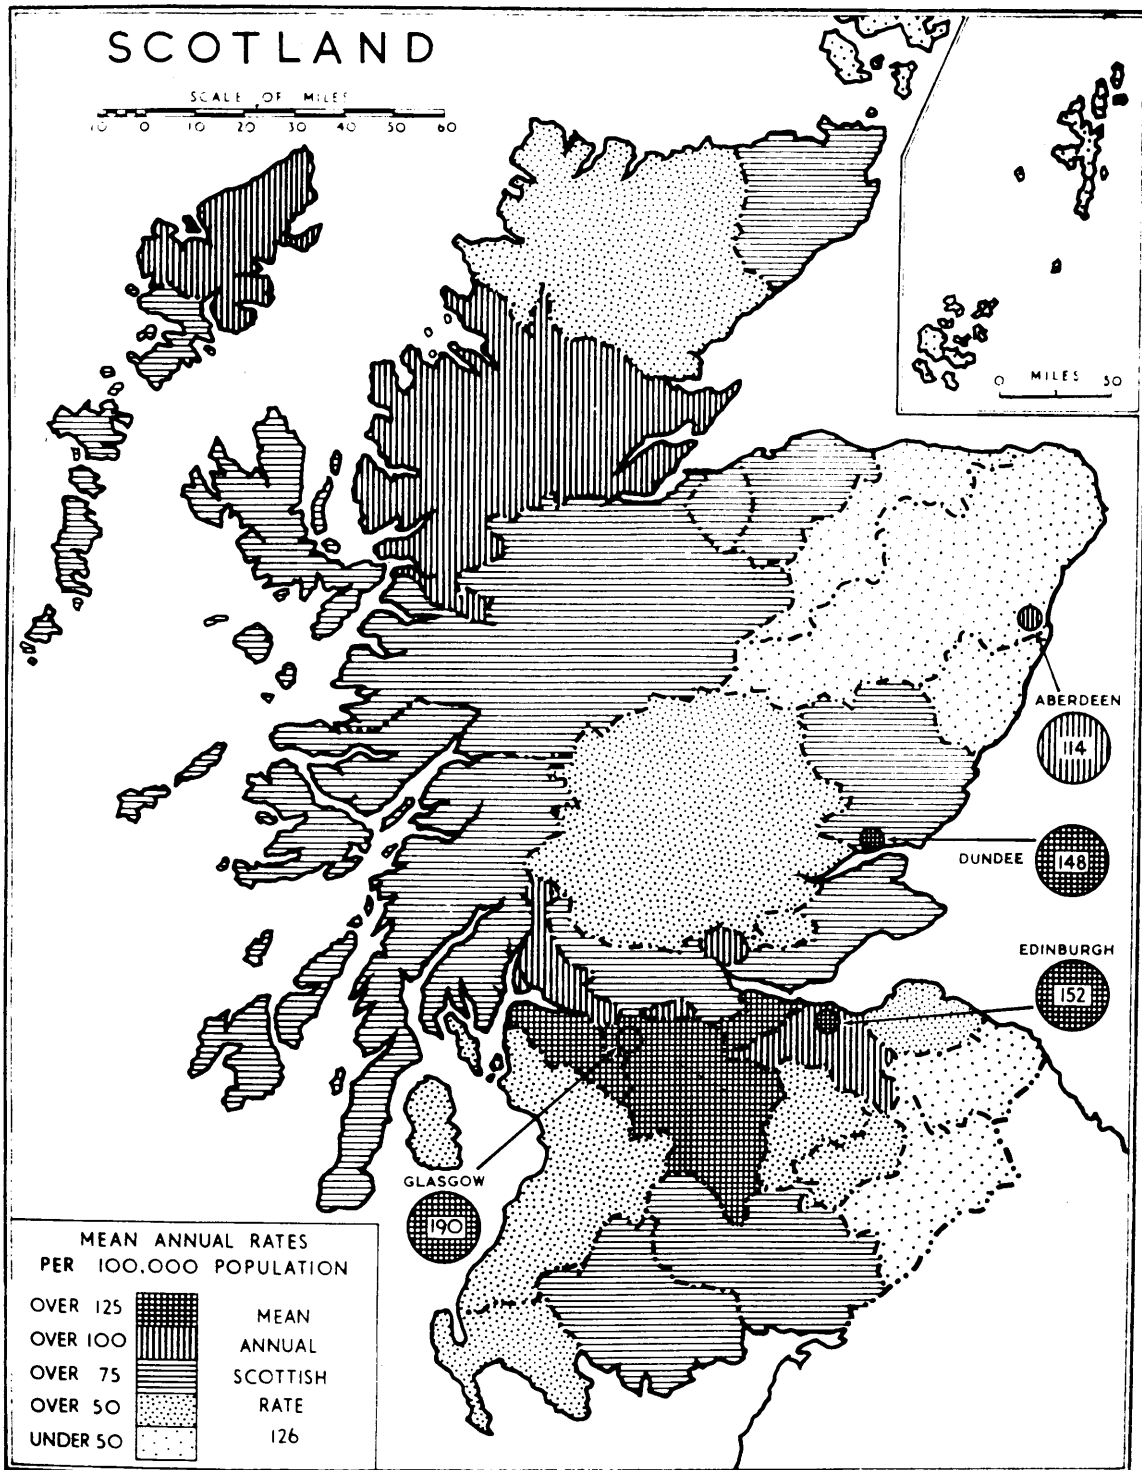 SCOTLAND
SCALE OF MILES
10 0 10 20 30 40 50 60
0 MILES 50
ABERDEEN
114
DUNDEE
148
EDINBURGH
152
GLASGOW
190
MEAN ANNUAL RATES
PER 100,000 POPULATION
OVER 125
OVER 100
OVER 75
OVER 50
UNDER 50
MEAN
ANNUAL
SCOTTISH
RATE
126